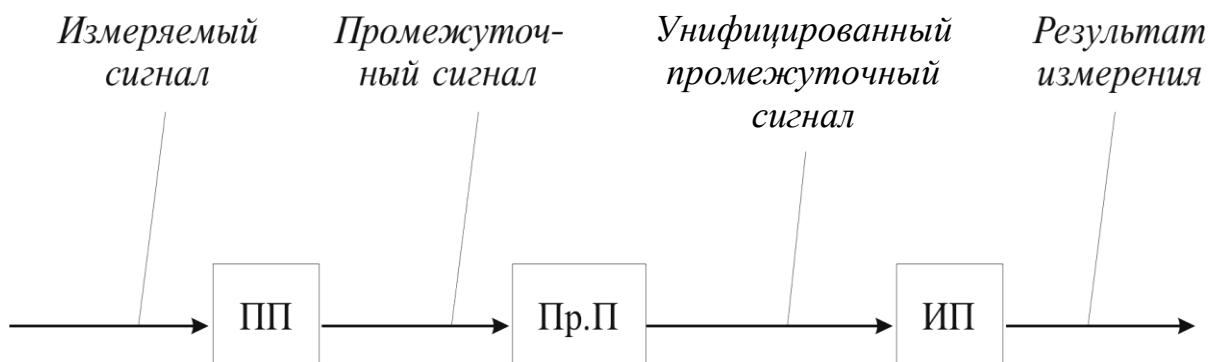 Измеряемый
сигнал
Промежуточ-
ный сигнал
Унифицированный
промежуточный
сигнал
Результат
измерения
ПП
Пр.П
ИП